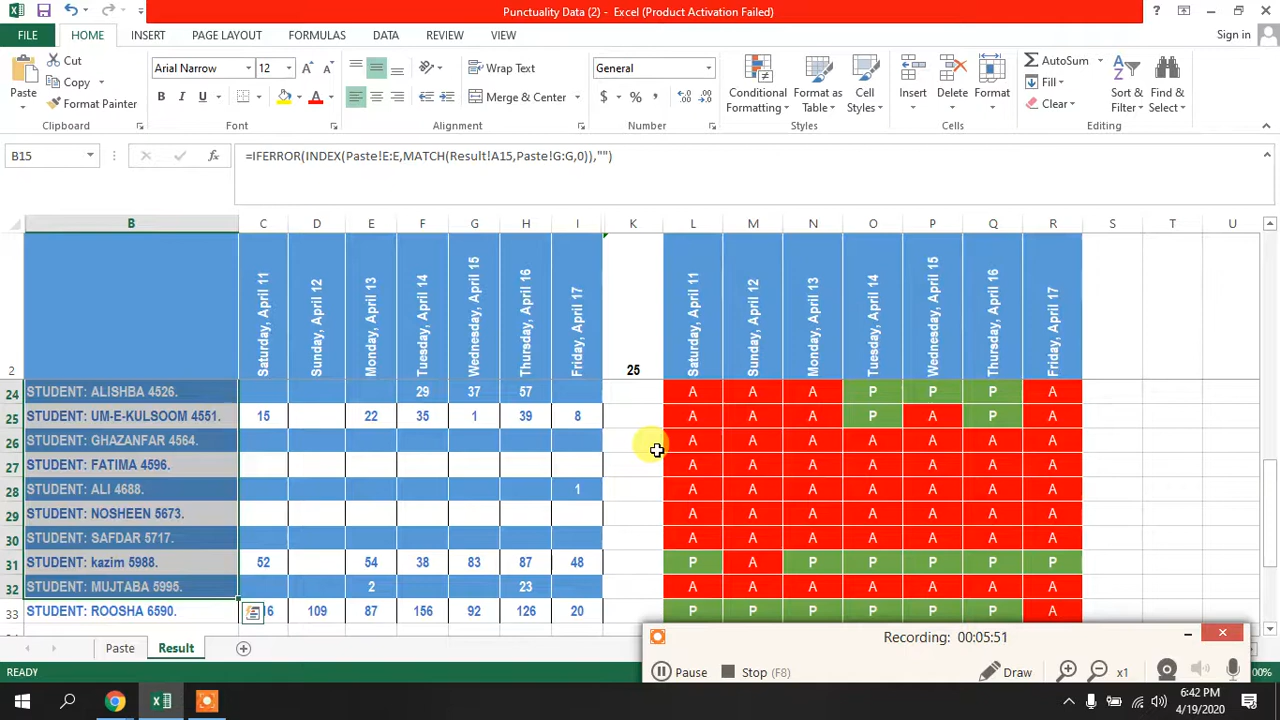 Punctuality Data (2) - Excel (Product Activation Failed)
?
FILE HOME INSERT PAGE LAYOUT FORMULAS DATA REVIEW VIEW Sign in
Paste
Cut
Copy
Format Painter
Clipboard
Arial Narrow 12
B I U
Font
Wrap Text
Merge & Center
Alignment
General
$ % ,
Number
Conditional Formatting
Format as Table
Cell Styles
Styles
Insert Delete Format
Cells
AutoSum
Fill
Clear
Sort & Filter
Find & Select
Editing
B15 fx =IFERROR(INDEX(Paste!E:E,MATCH(Result!A15,Paste!G:G,0)),"")
B C D E F G H I K L M N O P Q R S T U
2 Saturday, April 11 Sunday, April 12 Monday, April 13 Tuesday, April 14 Wednesday, April 15 Thursday, April 16 Friday, April 17 25 Saturday, April 11 Sunday, April 12 Monday, April 13 Tuesday, April 14 Wednesday, April 15 Thursday, April 16 Friday, April 17
24 STUDENT: ALISHBA 4526. 29 37 57 A A A P P P A
25 STUDENT: UM-E-KULSOOM 4551. 15 22 35 1 39 8 A A A P A P A
26 STUDENT: GHAZANFAR 4564. A A A A A A A
27 STUDENT: FATIMA 4596. A A A A A A A
28 STUDENT: ALI 4688. 1 A A A A A A A
29 STUDENT: NOSHEEN 5673. A A A A A A A
30 STUDENT: SAFDAR 5717. A A A A A A A
31 STUDENT: kazim 5988. 52 54 38 83 87 48 P A P P P P P
32 STUDENT: MUJTABA 5995. 2 23 A A A A A A A
33 STUDENT: ROOSHA 6590. 6 109 87 156 92 126 20 P P P P P P A
Paste Result
Recording: 00:05:51
Pause Stop (F8) Draw x1
READY 00%
6:42 PM
4/19/2020